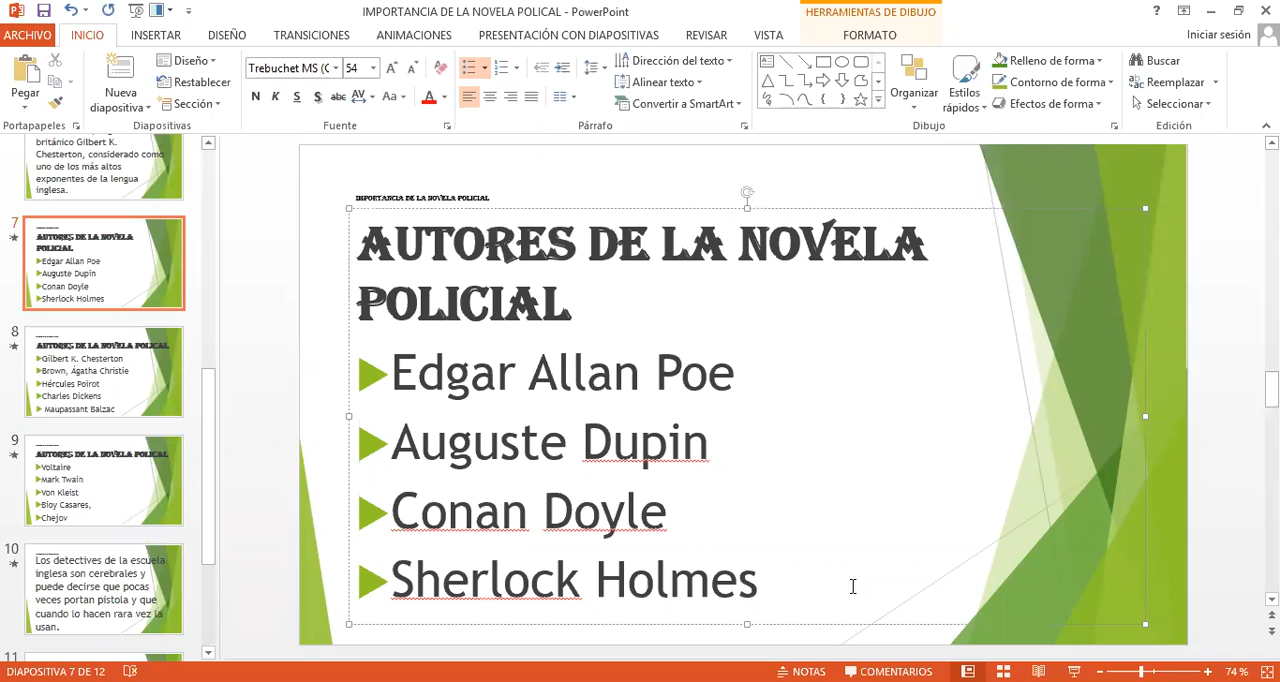 IMPORTANCIA DE LA NOVELA POLICAL - PowerPoint
HERRAMIENTAS DE DIBUJO
ARCHIVO INICIO INSERTAR DISEÑO TRANSICIONES ANIMACIONES PRESENTACIÓN CON DIAPOSITIVAS REVISAR VISTA FORMATO Iniciar sesión
Pegar
Nueva diapositiva
Diseño
Restablecer
Sección
Trebuchet MS (C 54
N K S S abc AV Aa A
Dirección del texto
Alinear texto
Convertir a SmartArt
Organizar
Estilos rápidos
Relleno de forma
Contorno de forma
Efectos de forma
Buscar
Reemplazar
Seleccionar
Portapapeles Diapositivas Fuente Párrafo Dibujo Edición
británico Gilbert K.
Chesterton, considerado como
uno de los más altos
exponentes de la lengua
inglesa.
7
AUTORES DE LA NOVELA
POLICIAL
Edgar Allan Poe
Auguste Dupin
Conan Doyle
Sherlock Holmes
8
AUTORES DE LA NOVELA POLICIAL
Gilbert K. Chesterton
Brown, Ágatha Christie
Hércules Poirot
Charles Dickens
Maupassant Balzac
9
AUTORES DE LA NOVELA POLICIAL
Voltaire
Mark Twain
Von Kleist
Bioy Casares,
Chejov
10
Los detectives de la escuela
inglesa son cerebrales y
puede decirse que pocas
veces portan pistola y que
cuando lo hacen rara vez la
usan.
11
IMPORTANCIA DE LA NOVELA POLICIAL
AUTORES DE LA NOVELA
POLICIAL
Edgar Allan Poe
Auguste Dupin
Conan Doyle
Sherlock Holmes
DIAPOSITIVA 7 DE 12 NOTAS COMENTARIOS 74 %